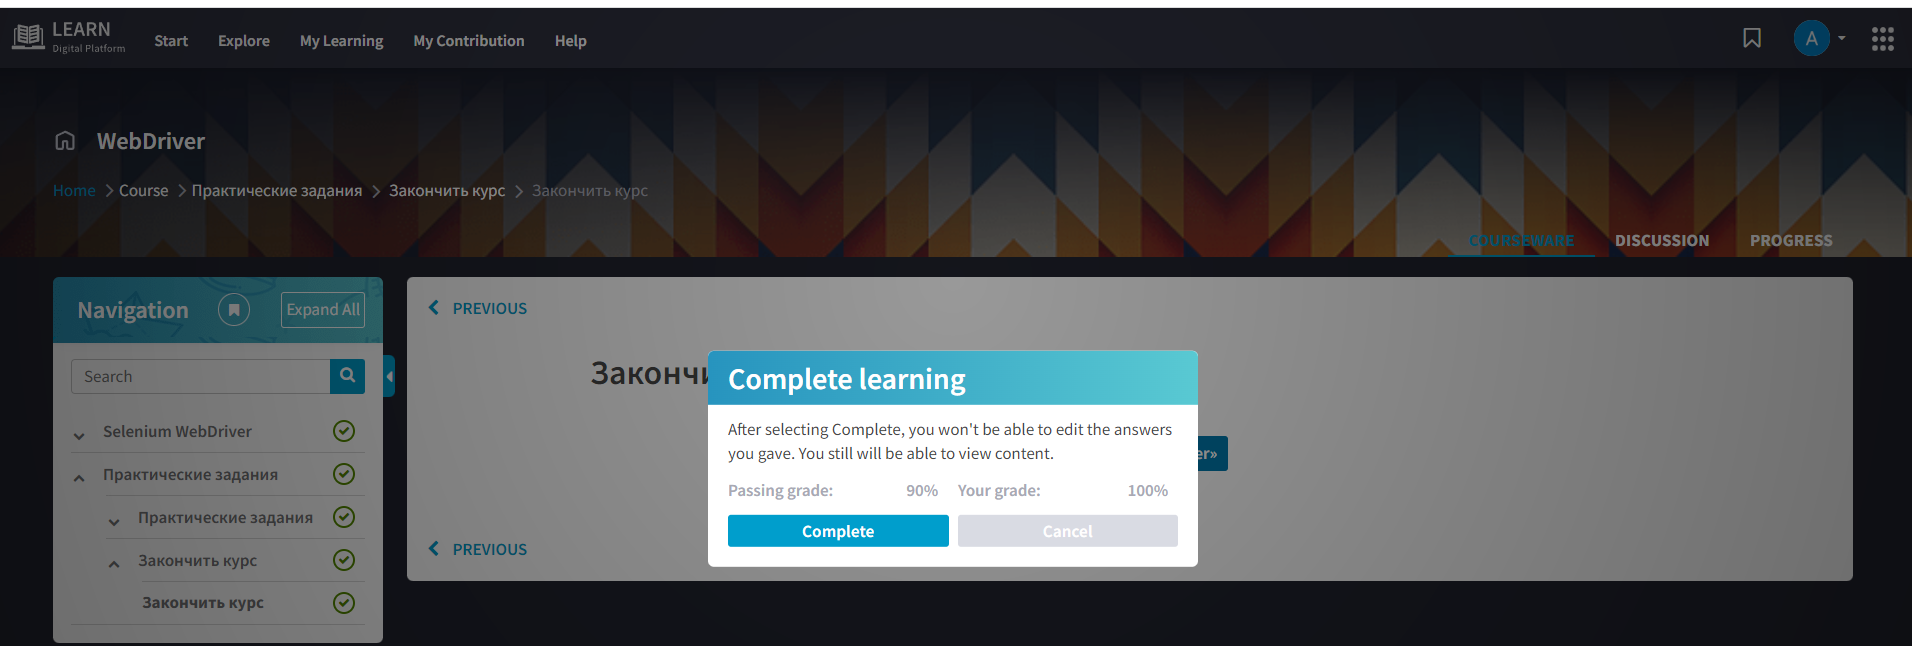 LEARN
Digital Platform
Start Explore My Learning My Contribution Help
A
WebDriver
Home > Course > Практические задания > Закончить курс > Закончить курс
COURSEWARE DISCUSSION PROGRESS
Navigation
Expand All
Search
Selenium WebDriver
Практические задания
Практические задания
Закончить курс
Закончить курс
PREVIOUS
Complete learning
After selecting Complete, you won't be able to edit the answers
you gave. You still will be able to view content.
Passing grade: 90% Your grade: 100%
Complete Cancel
PREVIOUS